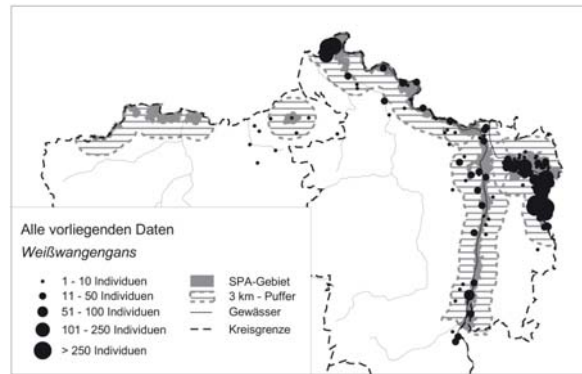 Alle vorliegenden Daten
Weißwangengans
1 - 10 Individuen
11 - 50 Individuen
51 - 100 Individuen
101 - 250 Individuen
> 250 Individuen
SPA-Gebiet
3 km - Puffer
Gewässer
Kreisgrenze